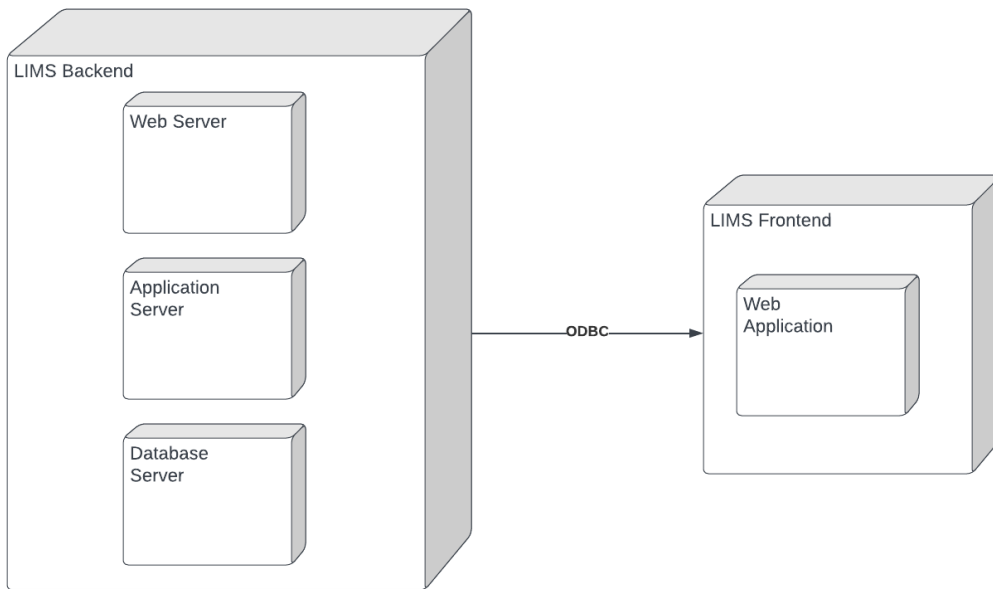 LIMS Backend
Web Server
Application
Server
Database
Server
ODBC
LIMS Frontend
Web
Application